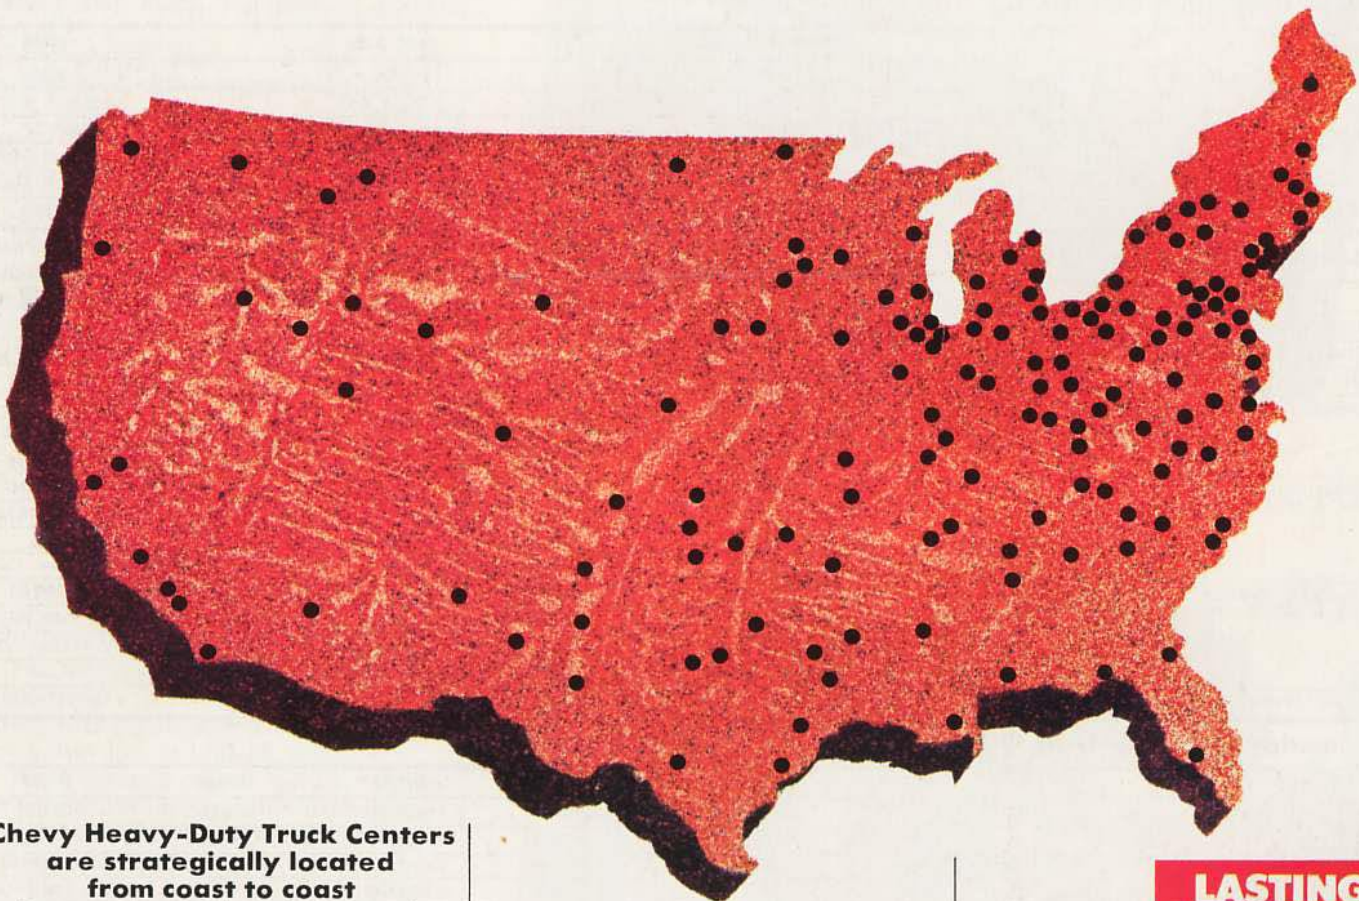 Chevy Heavy-Duty Truck Centers
are strategically located
from coast to coast
LASTING